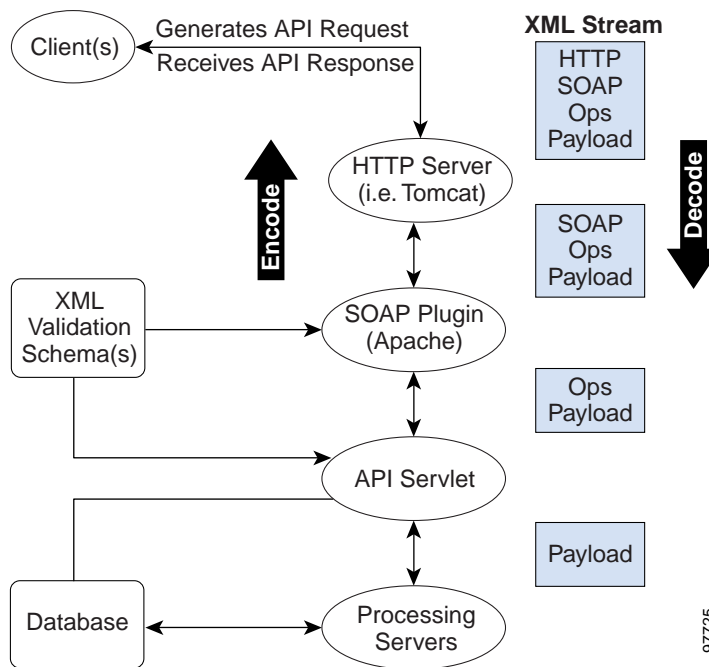 Client(s)
Generates API Request
Receives API Response
XML Stream
HTTP
SOAP
Ops
Payload
Encode
HTTP Server
(i.e. Tomcat)
SOAP
Ops
Payload
Decode
XML
Validation
Schema(s)
SOAP Plugin
(Apache)
Ops
Payload
API Servlet
Payload
Database
Processing
Servers
97725